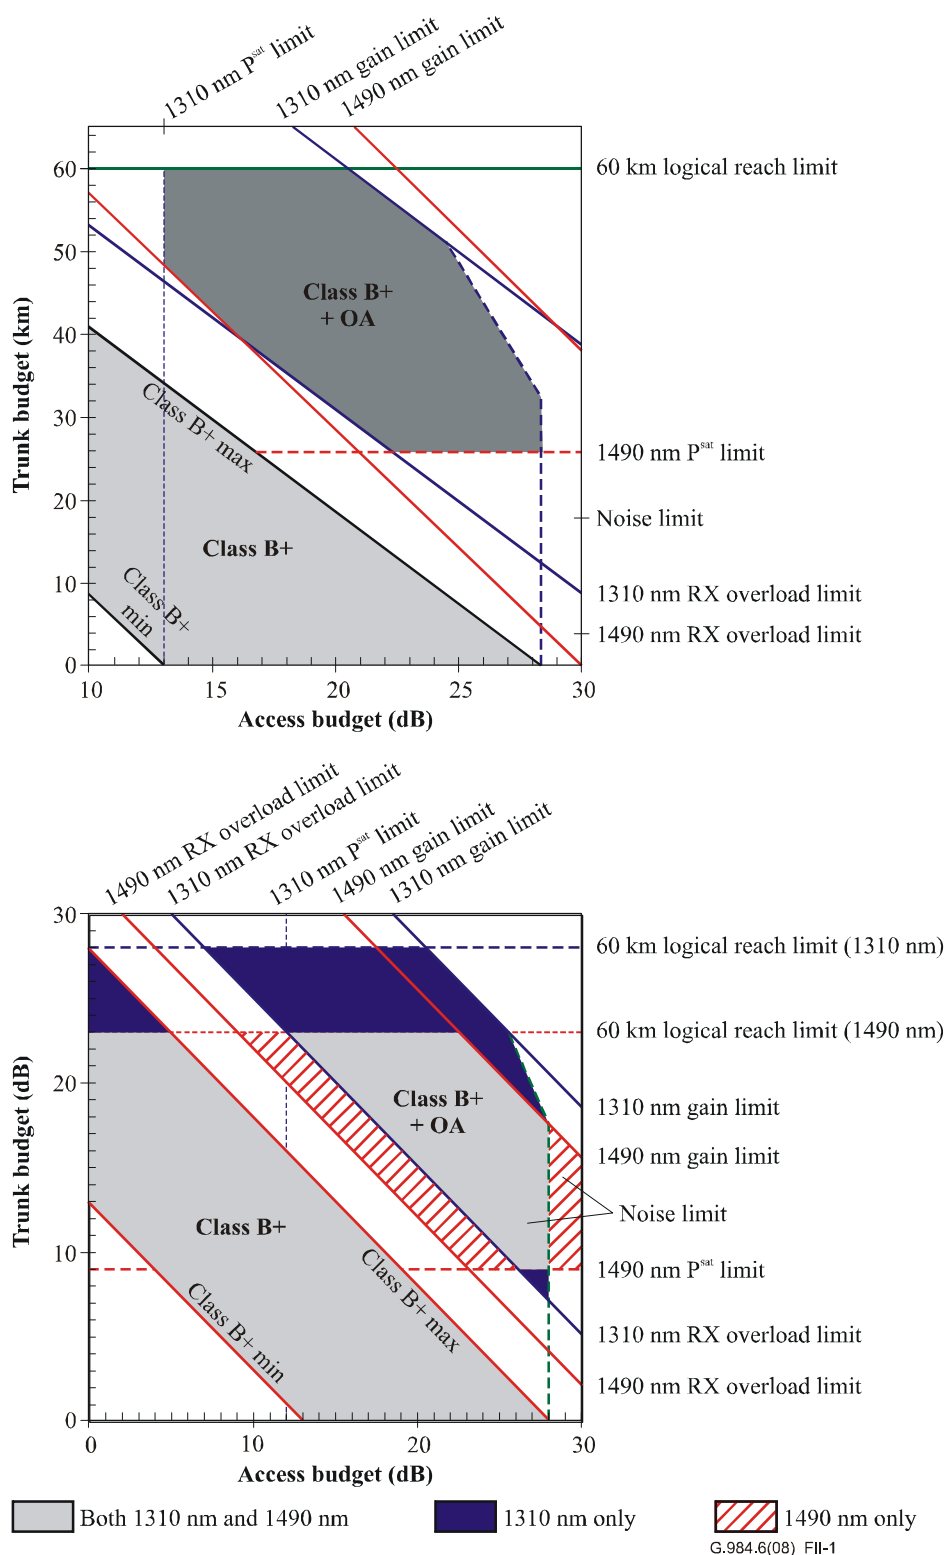 1310 nm Psat limit
1310 nm gain limit
1490 nm gain limit
60 km logical reach limit
60
50
40
30
20
10
0
Trunk budget (km)
Class B+
+ OA
Class B+ max
Class B+
Class B+
min
1490 nm Psat limit
Noise limit
1310 nm RX overload limit
1490 nm RX overload limit
10
15
20
25
30
Access budget (dB)
1490 nm RX overload limit
1310 nm RX overload limit
1310 nm Psat limit
1490 nm gain limit
1310 nm gain limit
30
20
10
0
Trunk budget (dB)
60 km logical reach limit (1310 nm)
60 km logical reach limit (1490 nm)
Class B+
+ OA
1310 nm gain limit
1490 nm gain limit
Noise limit
Class B+
Class B+ max
Class B+ min
1490 nm Psat limit
1310 nm RX overload limit
1490 nm RX overload limit
0
10
20
30
Access budget (dB)
Both 1310 nm and 1490 nm
1310 nm only
1490 nm only
G.984.6(08) FII-1